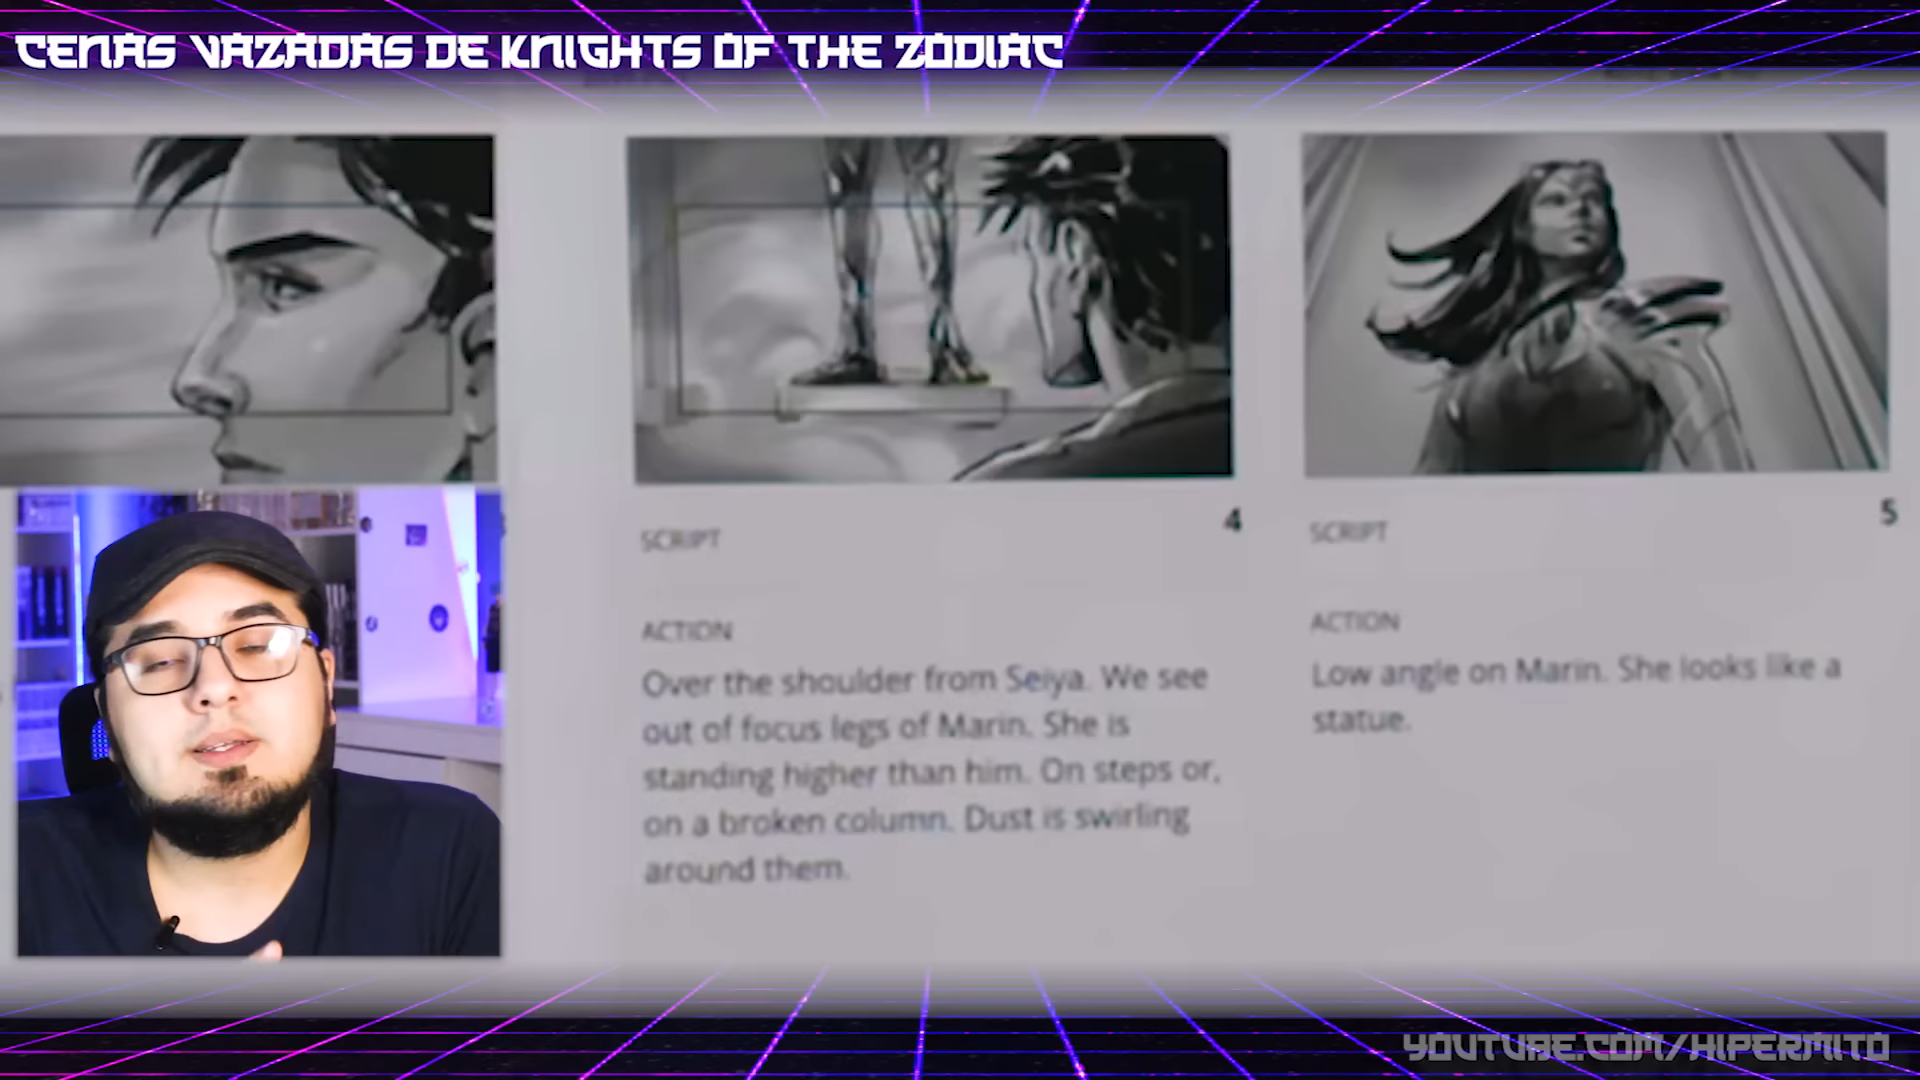 CENAS VAZADAS DE KNIGHTS OF THE ZODIAC
4
SCRIPT
ACTION
Over the shoulder from Seiya. We see
out of focus legs of Marin. She is
standing higher than him. On steps or,
on a broken column. Dust is swirling
around them.
5
SCRIPT
ACTION
Low angle on Marin. She looks like a
statue.
YOUTUBE.COM/HIPERMITO